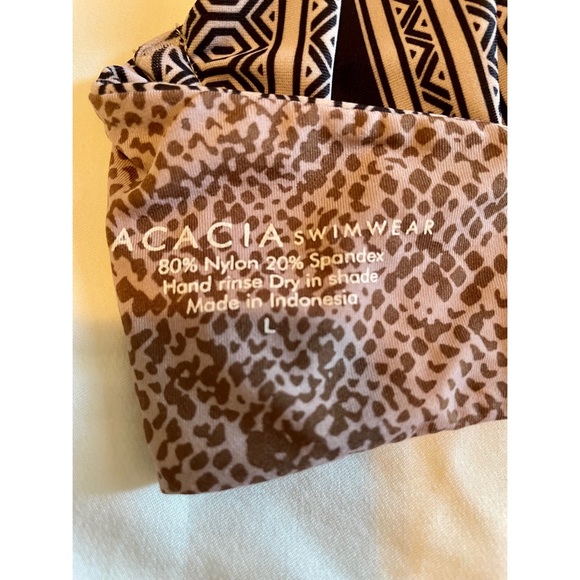 ACACIA SWIMWEAR
80% Nylon 20% Spandex
Hand rinse Dry in shade
Made in Indonesia
L